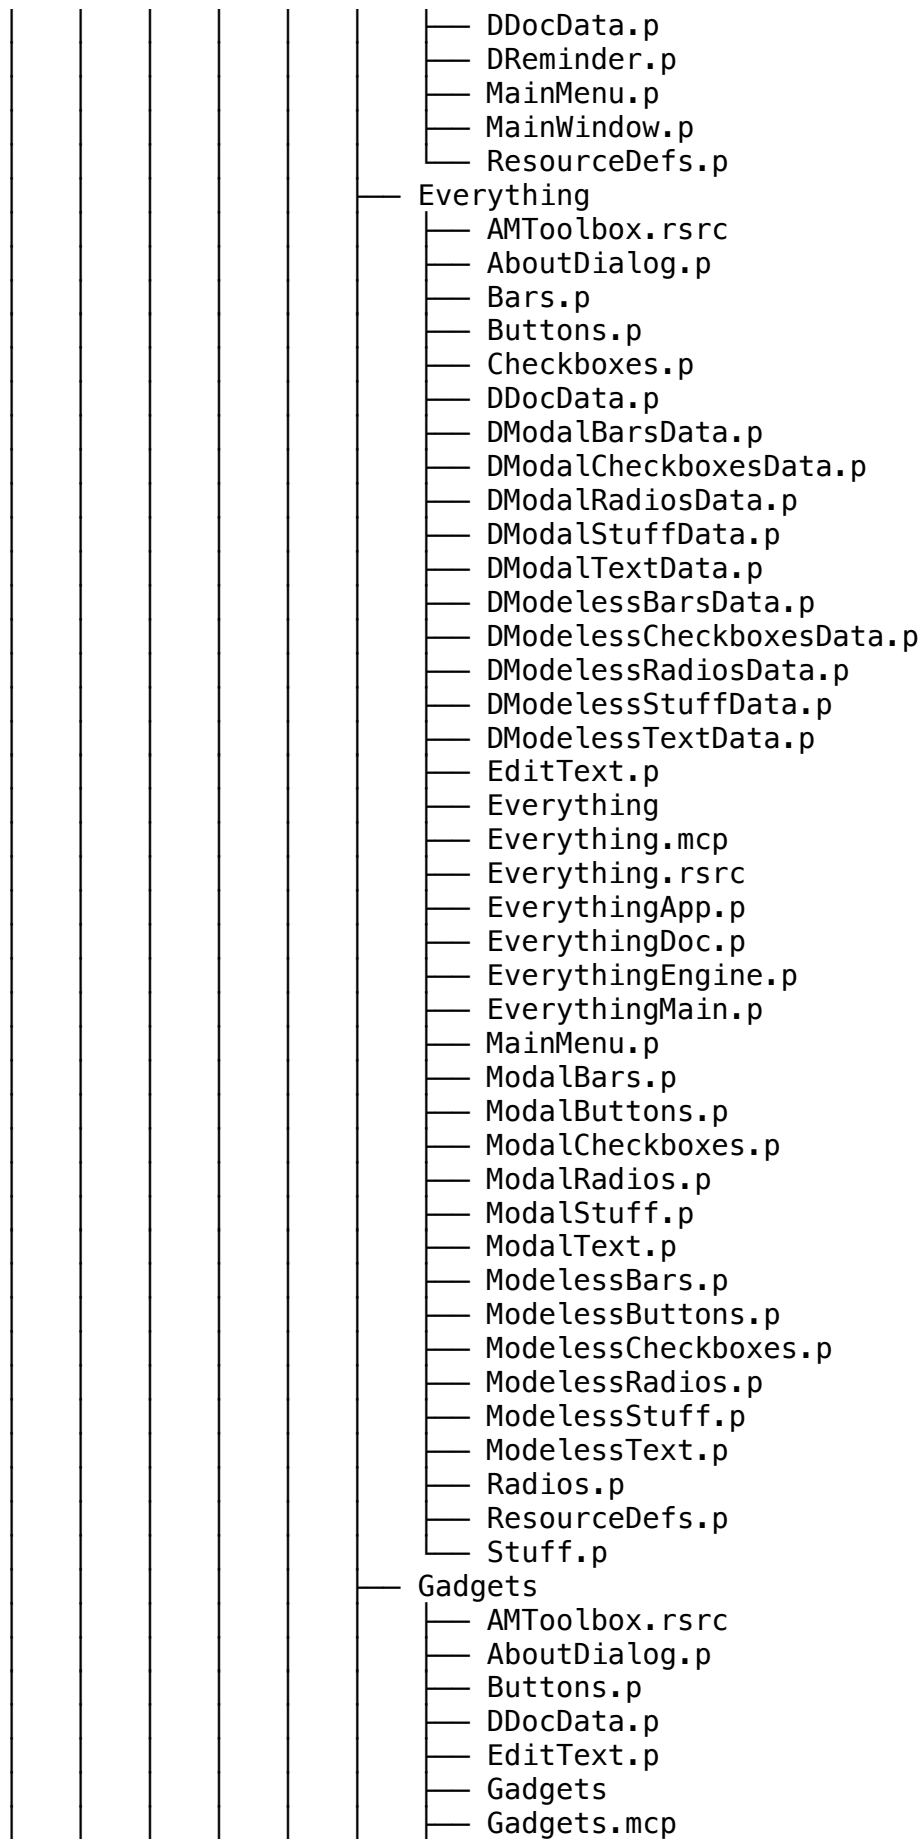 │   │   │   │   │   │   ├── DDocData.p
│   │   │   │   │   │   ├── DReminder.p
│   │   │   │   │   │   ├── MainMenu.p
│   │   │   │   │   │   ├── MainWindow.p
│   │   │   │   │   │   └── ResourceDefs.p
│   │   │   │   │   ├── Everything
│   │   │   │   │   │   ├── AMToolbox.rsrc
│   │   │   │   │   │   ├── AboutDialog.p
│   │   │   │   │   │   ├── Bars.p
│   │   │   │   │   │   ├── Buttons.p
│   │   │   │   │   │   ├── Checkboxes.p
│   │   │   │   │   │   ├── DDocData.p
│   │   │   │   │   │   ├── DModalBarsData.p
│   │   │   │   │   │   ├── DModalCheckboxesData.p
│   │   │   │   │   │   ├── DModalRadiosData.p
│   │   │   │   │   │   ├── DModalStuffData.p
│   │   │   │   │   │   ├── DModalTextData.p
│   │   │   │   │   │   ├── DModelessBarsData.p
│   │   │   │   │   │   ├── DModelessCheckboxesData.p
│   │   │   │   │   │   ├── DModelessRadiosData.p
│   │   │   │   │   │   ├── DModelessStuffData.p
│   │   │   │   │   │   ├── DModelessTextData.p
│   │   │   │   │   │   ├── EditText.p
│   │   │   │   │   │   ├── Everything
│   │   │   │   │   │   ├── Everything.mcp
│   │   │   │   │   │   ├── Everything.rsrc
│   │   │   │   │   │   ├── EverythingApp.p
│   │   │   │   │   │   ├── EverythingDoc.p
│   │   │   │   │   │   ├── EverythingEngine.p
│   │   │   │   │   │   ├── EverythingMain.p
│   │   │   │   │   │   ├── MainMenu.p
│   │   │   │   │   │   ├── ModalBars.p
│   │   │   │   │   │   ├── ModalButtons.p
│   │   │   │   │   │   ├── ModalCheckboxes.p
│   │   │   │   │   │   ├── ModalRadios.p
│   │   │   │   │   │   ├── ModalStuff.p
│   │   │   │   │   │   ├── ModalText.p
│   │   │   │   │   │   ├── ModelessBars.p
│   │   │   │   │   │   ├── ModelessButtons.p
│   │   │   │   │   │   ├── ModelessCheckboxes.p
│   │   │   │   │   │   ├── ModelessRadios.p
│   │   │   │   │   │   ├── ModelessStuff.p
│   │   │   │   │   │   ├── ModelessText.p
│   │   │   │   │   │   ├── Radios.p
│   │   │   │   │   │   ├── ResourceDefs.p
│   │   │   │   │   │   └── Stuff.p
│   │   │   │   │   ├── Gadgets
│   │   │   │   │   │   ├── AMToolbox.rsrc
│   │   │   │   │   │   ├── AboutDialog.p
│   │   │   │   │   │   ├── Buttons.p
│   │   │   │   │   │   ├── DDocData.p
│   │   │   │   │   │   ├── EditText.p
│   │   │   │   │   │   ├── Gadgets
│   │   │   │   │   │   ├── Gadgets.mcp